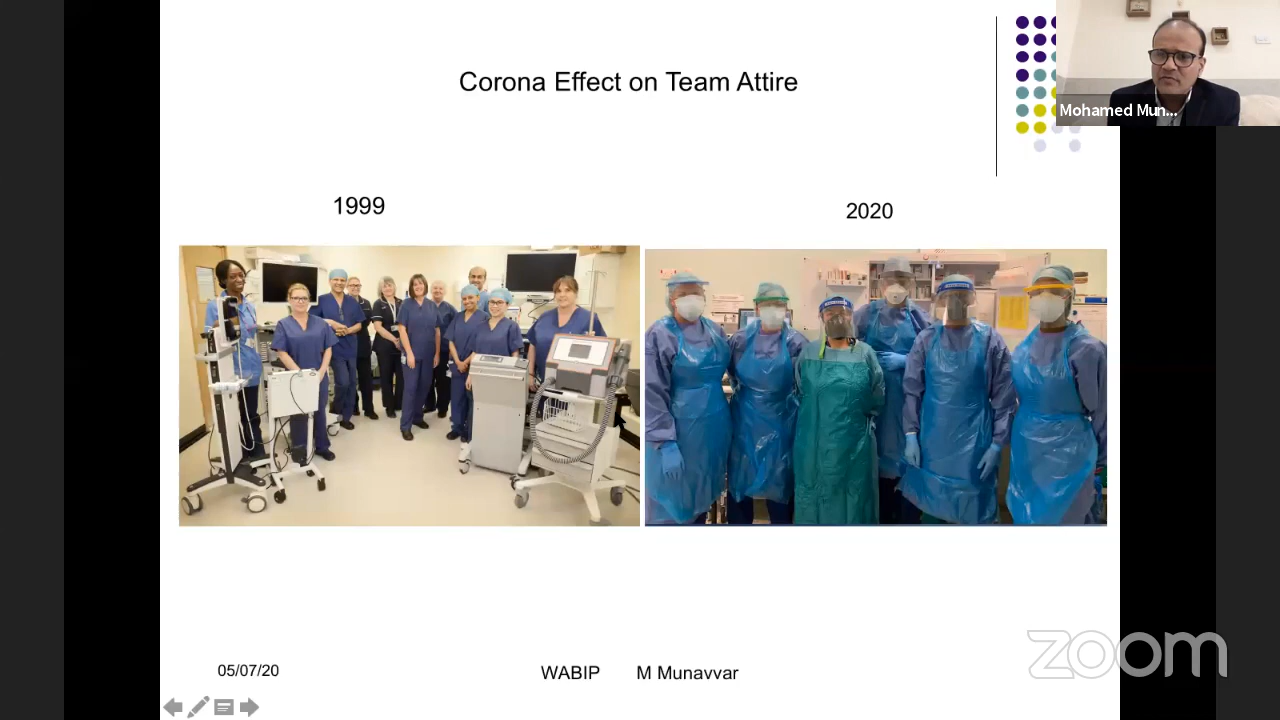 Corona Effect on Team Attire
Mohamed Mun...
1999
2020
05/07/20
WABIP
M Munavvar
zoom